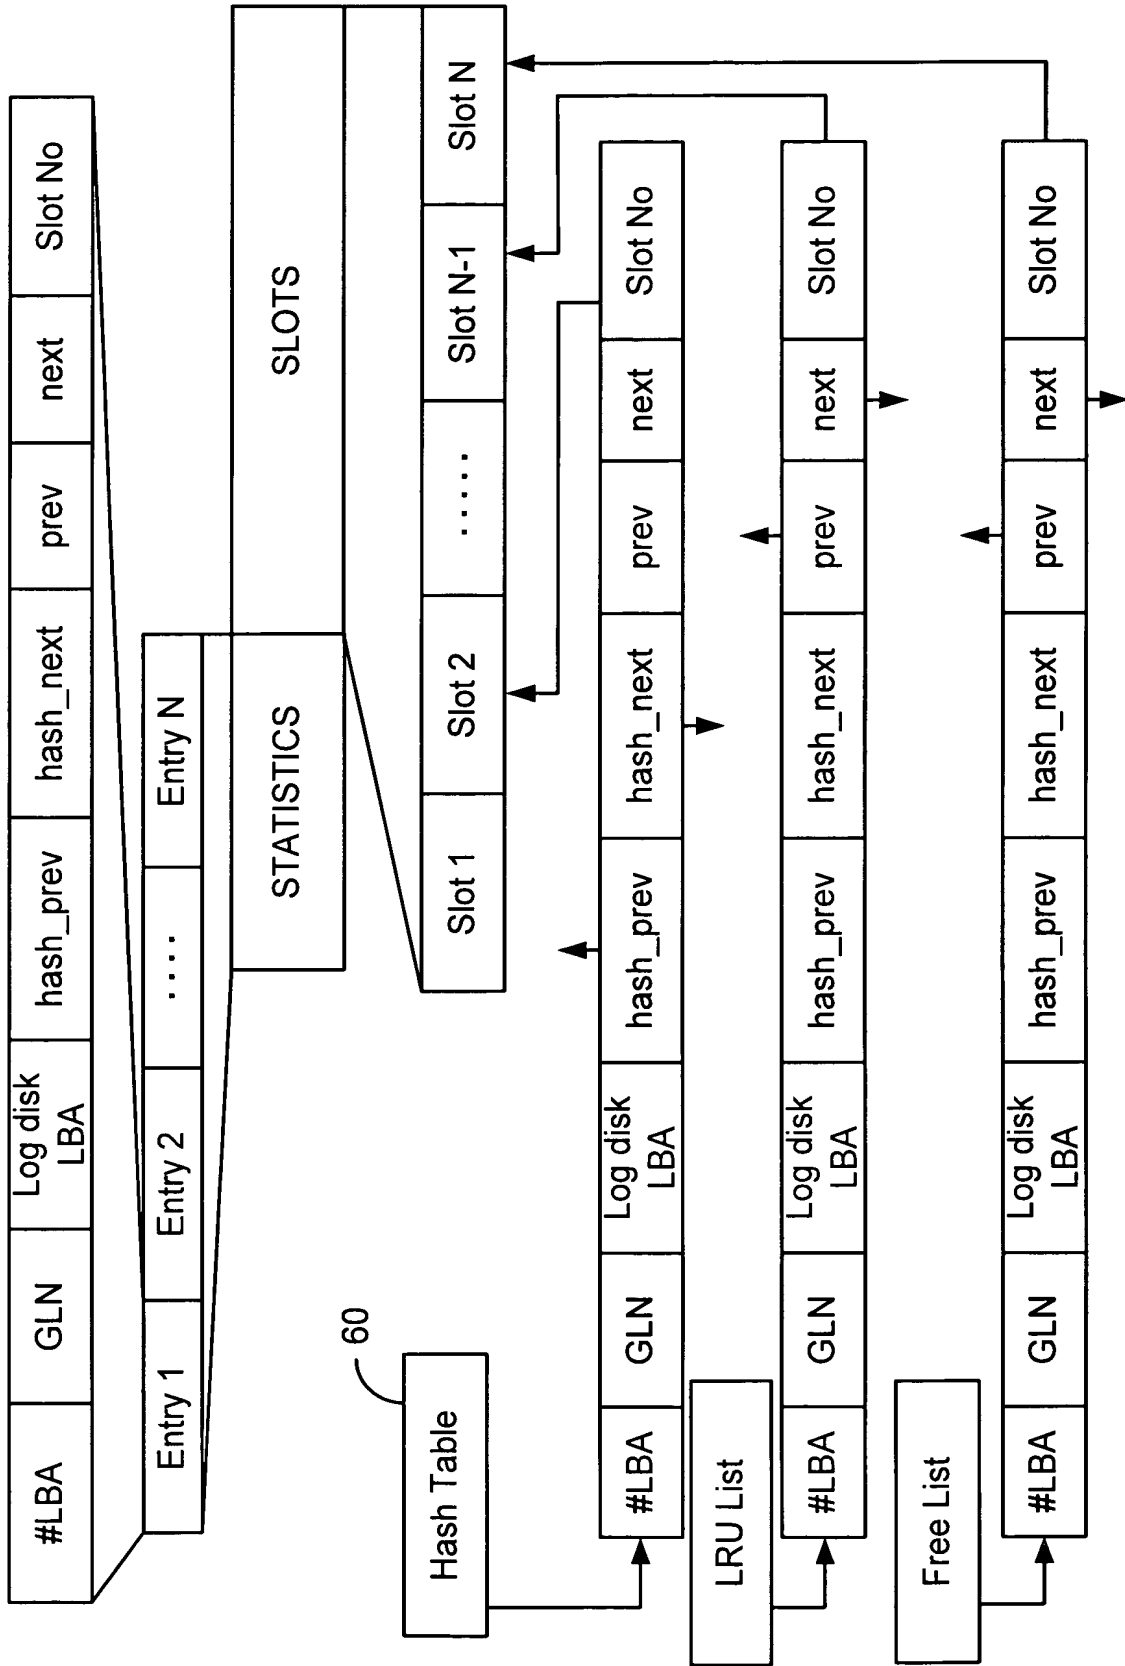 #LBA
GLN
Log disk
LBA
hash_prev
hash_next
prev
next
Slot No
Entry 1
Entry 2
....
Entry N
STATISTICS
SLOTS
Slot 1
Slot 2
.....
Slot N-1
Slot N
60
Hash Table
#LBA
GLN
Log disk
LBA
hash_prev
hash_next
prev
next
Slot No
LRU List
#LBA
GLN
Log disk
LBA
hash_prev
hash_next
prev
next
Slot No
Free List
#LBA
GLN
Log disk
LBA
hash_prev
hash_next
prev
next
Slot No